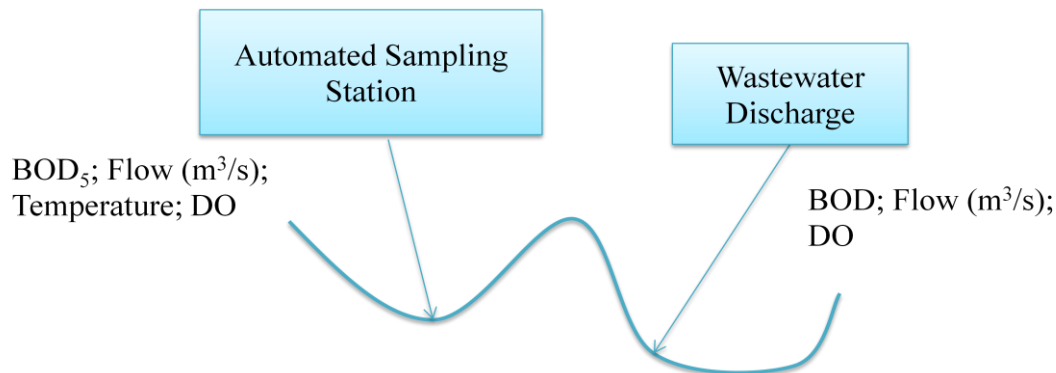 Automated Sampling
Station
Wastewater
Discharge
BOD₅; Flow (m³/s);
Temperature; DO
BOD; Flow (m³/s);
DO